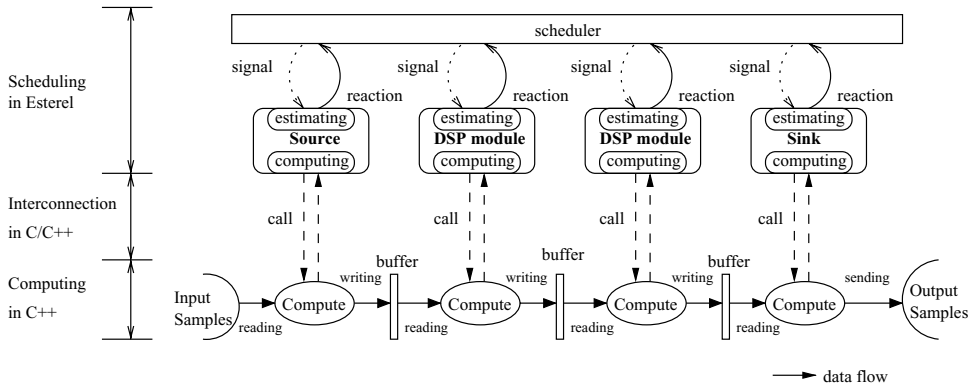 scheduler
signal signal signal signal
Scheduling
in Esterel
reaction reaction reaction reaction
estimating estimating estimating estimating
Source DSP module DSP module Sink
computing computing computing computing
Interconnection
in C/C++
call call call call
buffer buffer buffer
Computing
in C++
writing writing writing sending
Input
Samples
Compute Compute Compute Compute
Output
Samples
reading reading reading reading
data flow